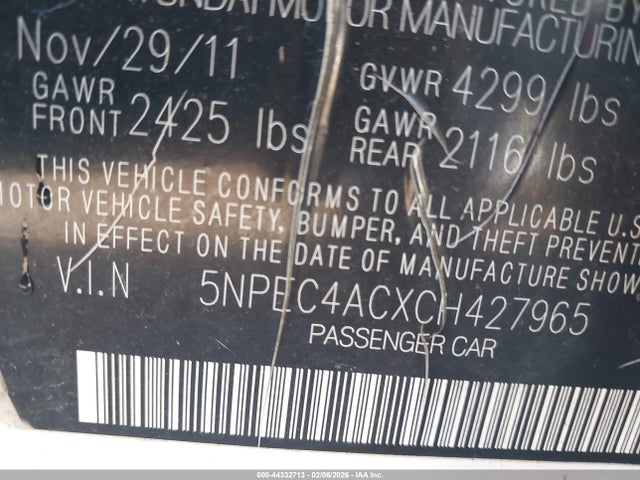 MOTOR MANUFACTURING
Nov/29/11
GVWR 4299 lbs
GAWR FRONT 2425 lbs
GAWR REAR 2116 lbs
THIS VEHICLE CONFORMS TO ALL APPLICABLE U.S
MOTOR VEHICLE SAFETY, BUMPER, AND THEFT PREVENT
IN EFFECT ON THE DATE OF MANUFACTURE SHOW
V.I.N 5NPEC4ACXCH427965
PASSENGER CAR
000-44332713 - 02/06/2026 - IAA Inc.